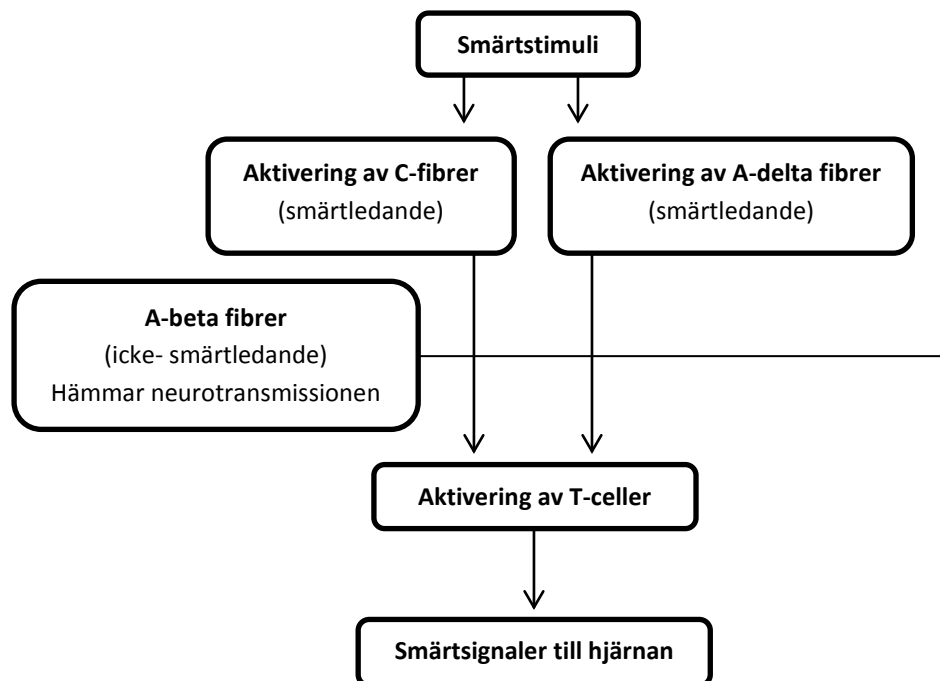 Smärtstimuli
Aktivering av C-fibrer
(smärtledande)
Aktivering av A-delta fibrer
(smärtledande)
A-beta fibrer
(icke- smärtledande)
Hämmar neurotransmissionen
Aktivering av T-celler
Smärtsignaler till hjärnan